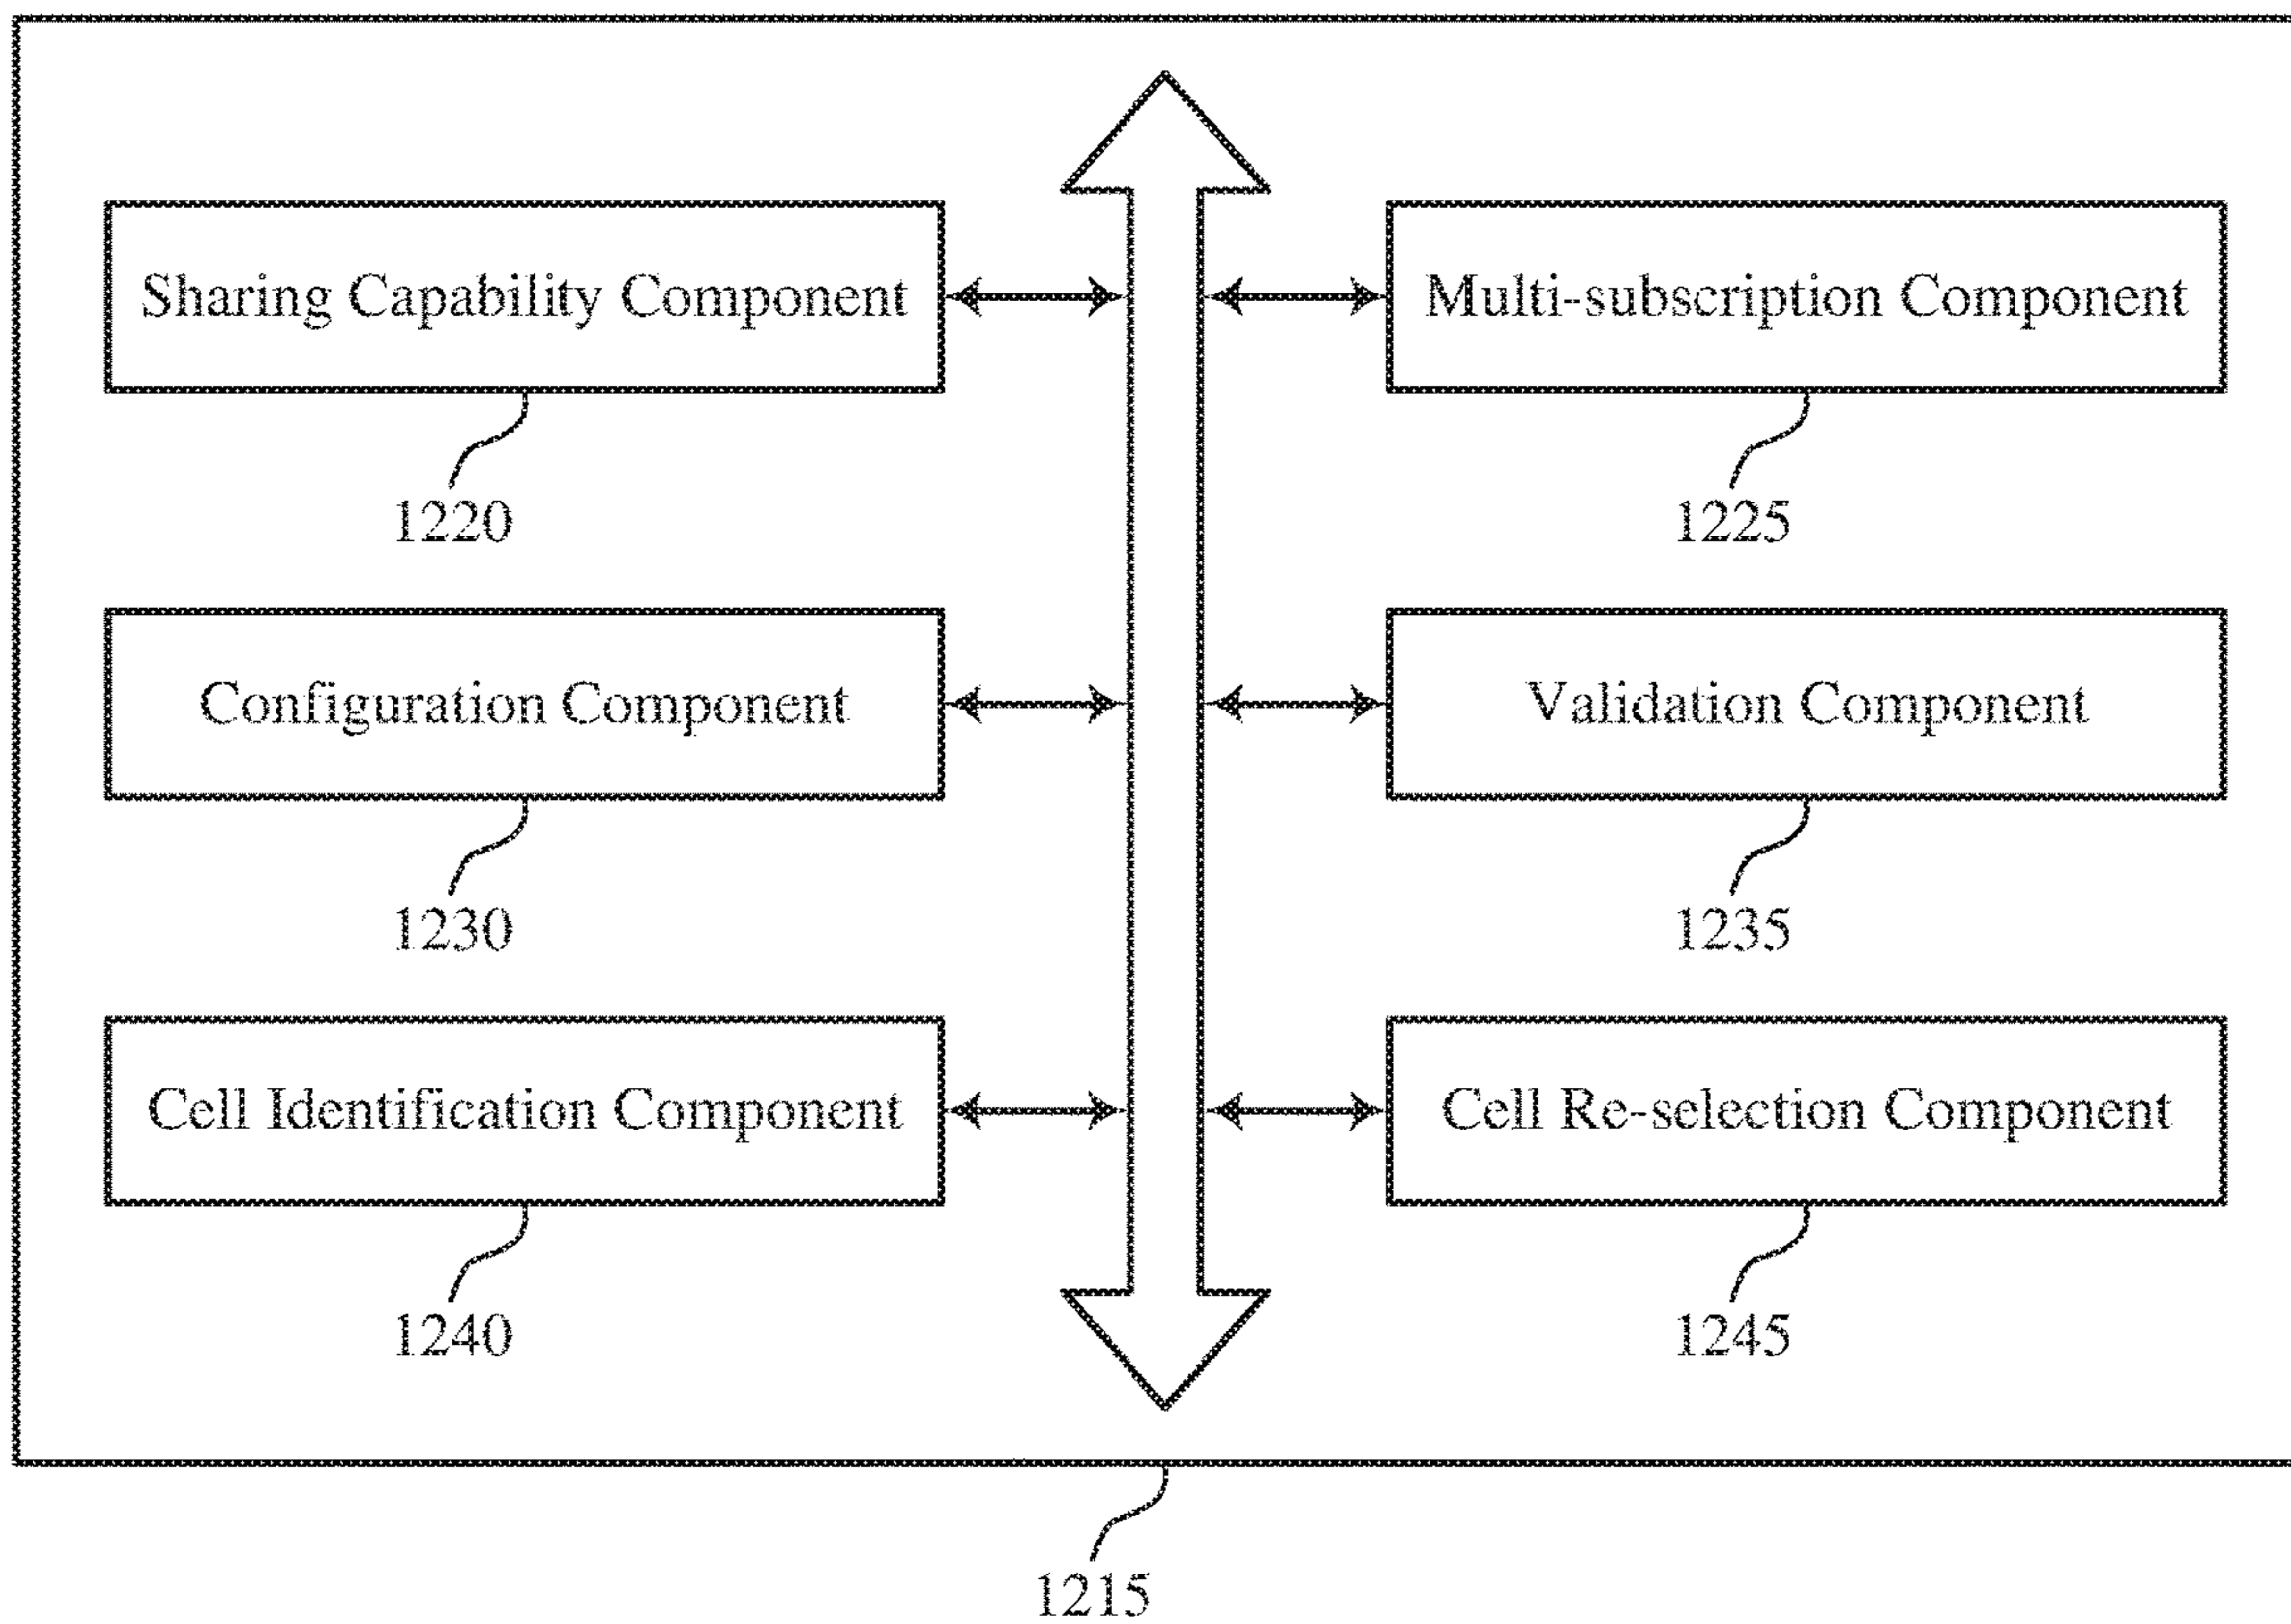 Sharing Capability Component
Multi-subscription Component
1220
1225
Configuration Component
Validation Component
1230
1235
Cell Identification Component
Cell Re-selection Component
1240
1245
1215